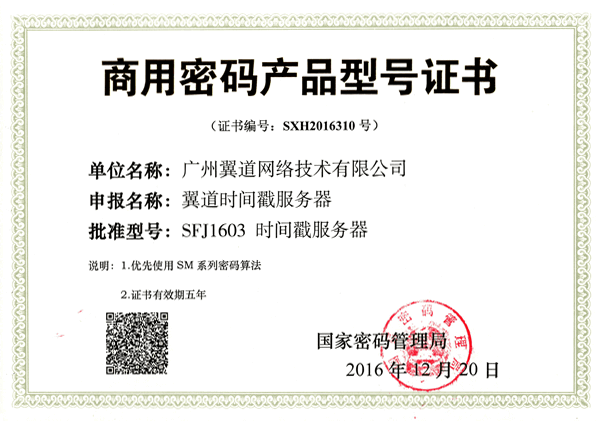 商用密码产品型号证书
（证书编号：SXH2016310 号）
单位名称：广州翼道网络技术有限公司
申报名称：翼道时间戳服务器
批准型号：SFJ1603 时间戳服务器
说明：1.优先使用 SM 系列密码算法
2.证书有效期五年
国家密码管理局
2016 年 12 月 20 日